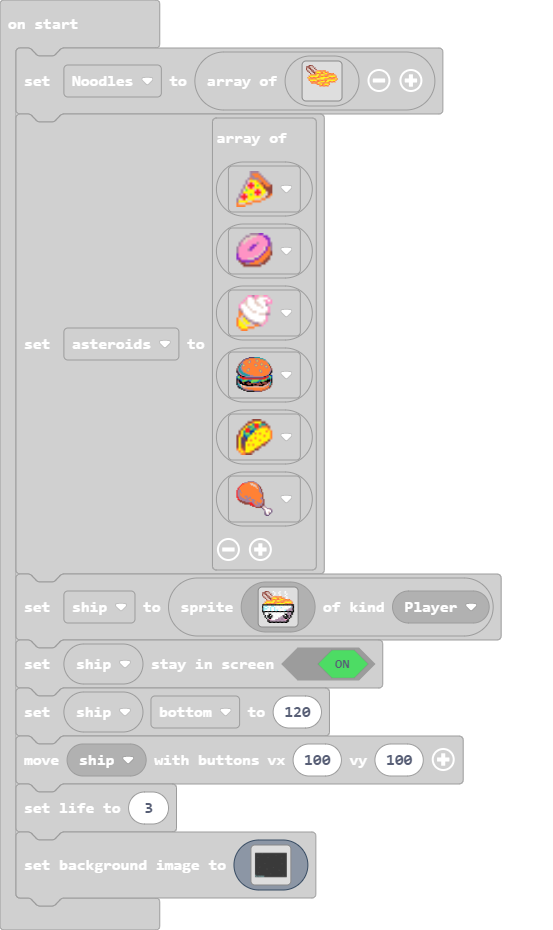 on start
set Noodles to array of
array of
set asteroids to
set ship to sprite of kind Player
set ship stay in screen ON
set ship bottom to 120
move ship with buttons vx 100 vy 100
set life to 3
set background image to